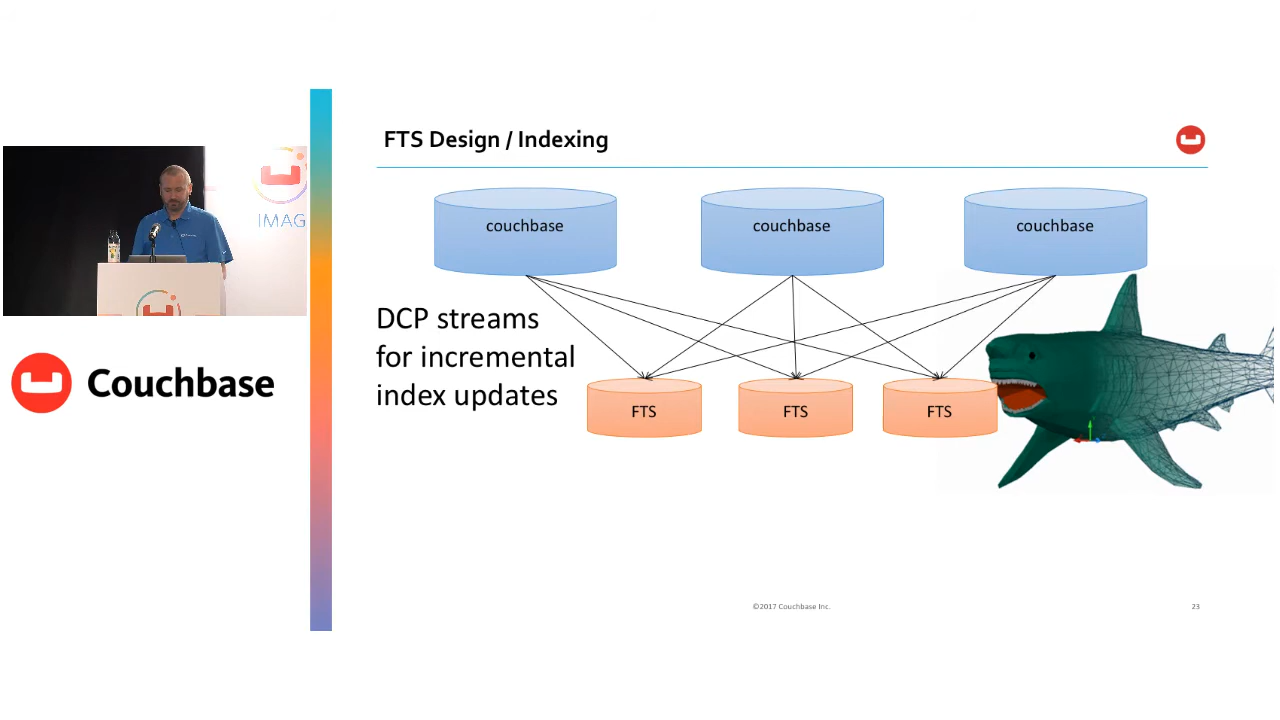 FTS Design / Indexing
couchbase
couchbase
couchbase
IMAG
DCP streams
for incremental
index updates
Couchbase
FTS
FTS
FTS
©2017 Couchbase Inc.
23